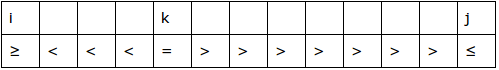 i k j
≥ < < < = > > > > > > > ≤